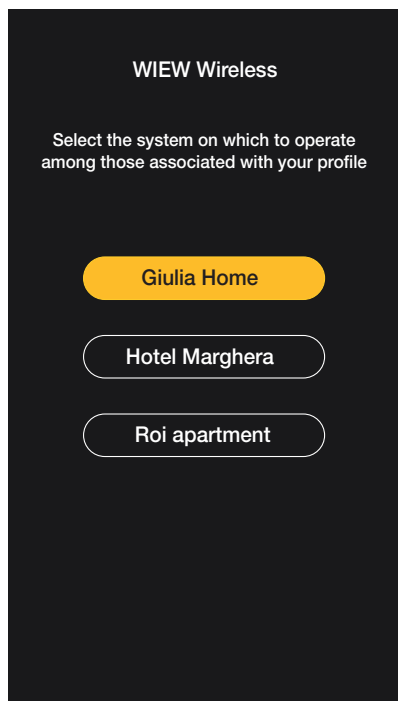 WIEW Wireless
Select the system on which to operate
among those associated with your profile
Giulia Home
Hotel Marghera
Roi apartment